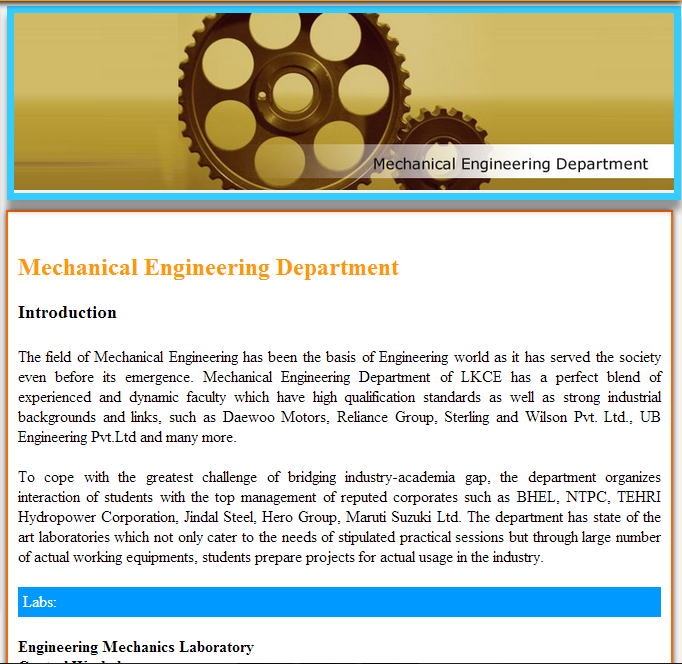 Mechanical Engineering Department
Mechanical Engineering Department
Introduction
The field of Mechanical Engineering has been the basis of Engineering world as it has served the society
even before its emergence. Mechanical Engineering Department of LKCE has a perfect blend of
experienced and dynamic faculty which have high qualification standards as well as strong industrial
backgrounds and links, such as Daewoo Motors, Reliance Group, Sterling and Wilson Pvt. Ltd., UB
Engineering Pvt.Ltd and many more.
To cope with the greatest challenge of bridging industry-academia gap, the department organizes
interaction of students with the top management of reputed corporates such as BHEL, NTPC, TEHRI
Hydropower Corporation, Jindal Steel, Hero Group, Maruti Suzuki Ltd. The department has state of the
art laboratories which not only cater to the needs of stipulated practical sessions but through large number
of actual working equipments, students prepare projects for actual usage in the industry.
Labs:
Engineering Mechanics Laboratory